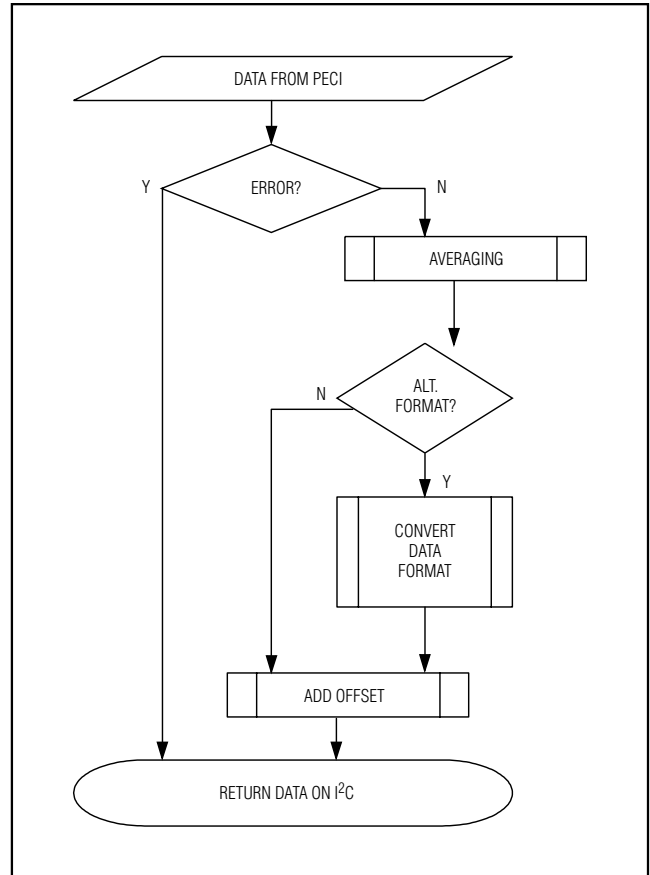 DATA FROM PECI
Y
ERROR?
N
AVERAGING
N
ALT.
FORMAT?
Y
CONVERT
DATA
FORMAT
ADD OFFSET
RETURN DATA ON I²C